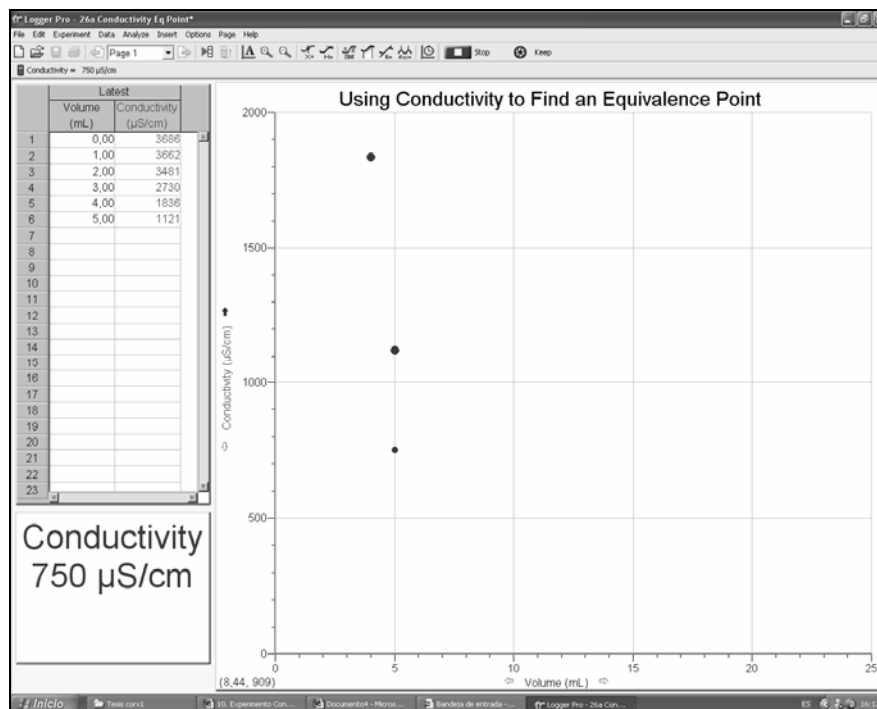 Logger Pro - 26a Conductivity Eq Point*
File Edit Experiment Data Analyze Insert Options Page Help
Page 1
Stop
Keep
Conductivity = 750 µS/cm
Latest
Volume Conductivity
(mL) (µS/cm)
1 0,00 3686
2 1,00 3662
3 2,00 3481
4 3,00 2730
5 4,00 1836
6 5,00 1121
7
8
9
10
11
12
13
14
15
16
17
18
19
20
21
22
23
Conductivity
750 µS/cm
Using Conductivity to Find an Equivalence Point
2000
1500
1000
500
0
Conductivity (µS/cm)
0 5 10 15 20 25
(8,44, 909)
Volume (mL)
Inicio
Tesis corx1
10. Experimento Con...
Documento4 - Micros...
Bandeja de entrada -...
Logger Pro - 26a Con...
ES